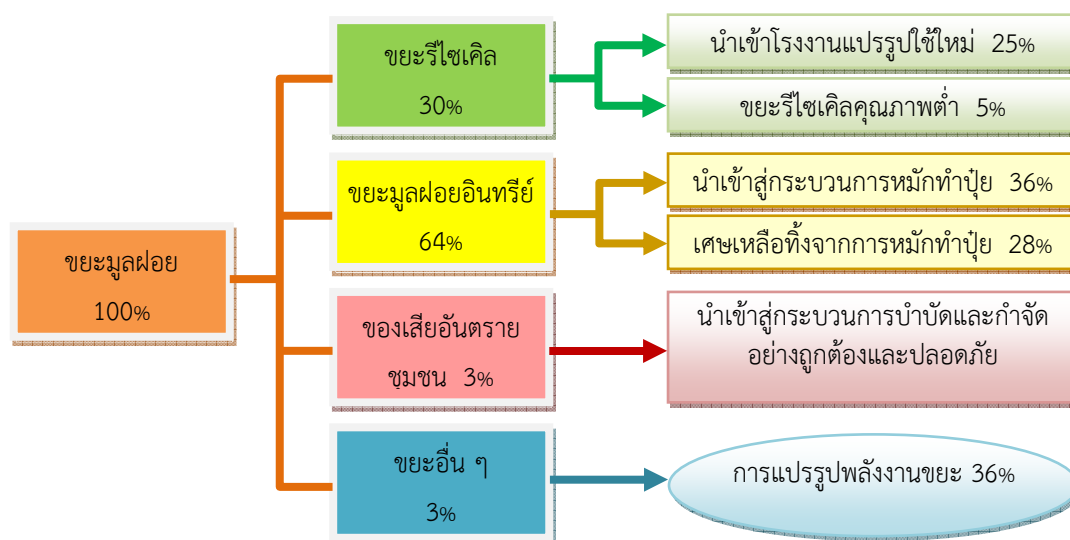 ขยะมูลฝอย
100%
ขยะรีไซเคิล
30%
นำเข้าโรงงานแปรรูปใช้ใหม่ 25%
ขยะรีไซเคิลคุณภาพต่ำ 5%
ขยะมูลฝอยอินทรีย์
64%
นำเข้าสู่กระบวนการหมักทำปุ๋ย 36%
เศษเหลือทิ้งจากการหมักทำปุ๋ย 28%
ของเสียอันตราย
ชุมชน 3%
นำเข้าสู่กระบวนการบำบัดและกำจัด
อย่างถูกต้องและปลอดภัย
ขยะอื่น ๆ
3%
การแปรรูปพลังงานขยะ 36%